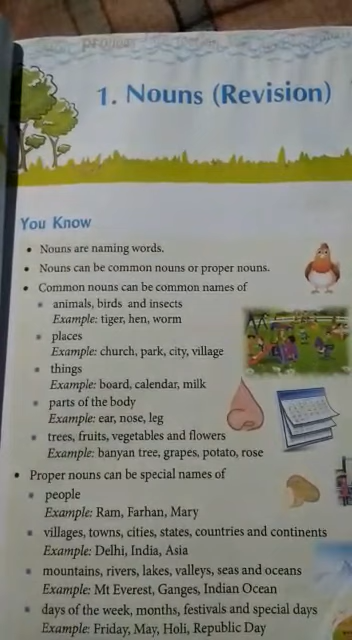 1. Nouns (Revision)
You Know
• Nouns are naming words.
• Nouns can be common nouns or proper nouns.
• Common nouns can be common names of
animals, birds and insects
Example: tiger, hen, worm
places
Example: church, park, city, village
things
Example: board, calendar, milk
parts of the body
Example: ear, nose, leg
trees, fruits, vegetables and flowers
Example: banyan tree, grapes, potato, rose
• Proper nouns can be special names of
people
Example: Ram, Farhan, Mary
villages, towns, cities, states, countries and continents
Example: Delhi, India, Asia
mountains, rivers, lakes, valleys, seas and oceans
Example: Mt Everest, Ganges, Indian Ocean
days of the week, months, festivals and special days
Example: Friday, May, Holi, Republic Day